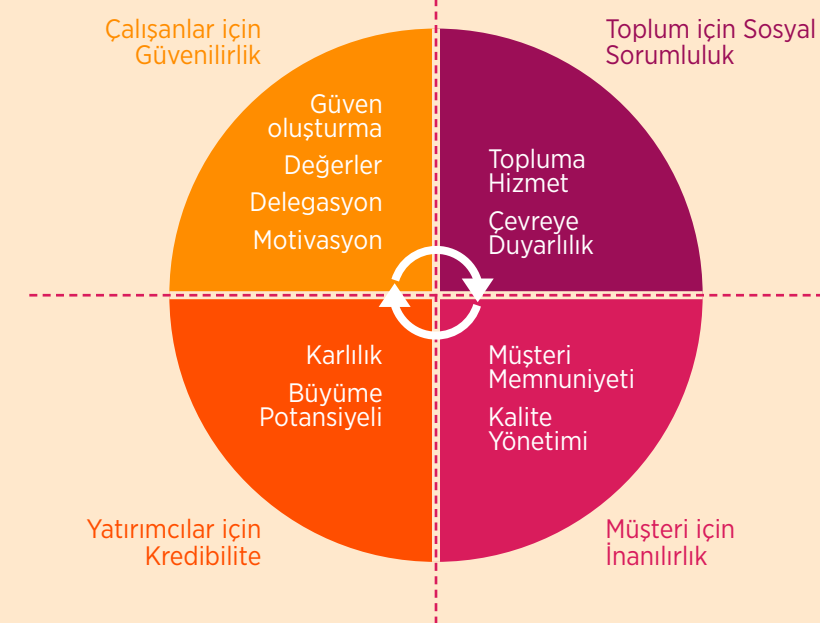 Çalışanlar için
Güvenilirlik
Güven
oluşturma
Değerler
Delegasyon
Motivasyon
Toplum için Sosyal
Sorumluluk
Topluma
Hizmet
Çevreye
Duyarlılık
Karlılık
Büyüme
Potansiyeli
Yatırımcılar için
Kredibilite
Müşteri
Memnuniyeti
Kalite
Yönetimi
Müşteri için
İnanılırlık